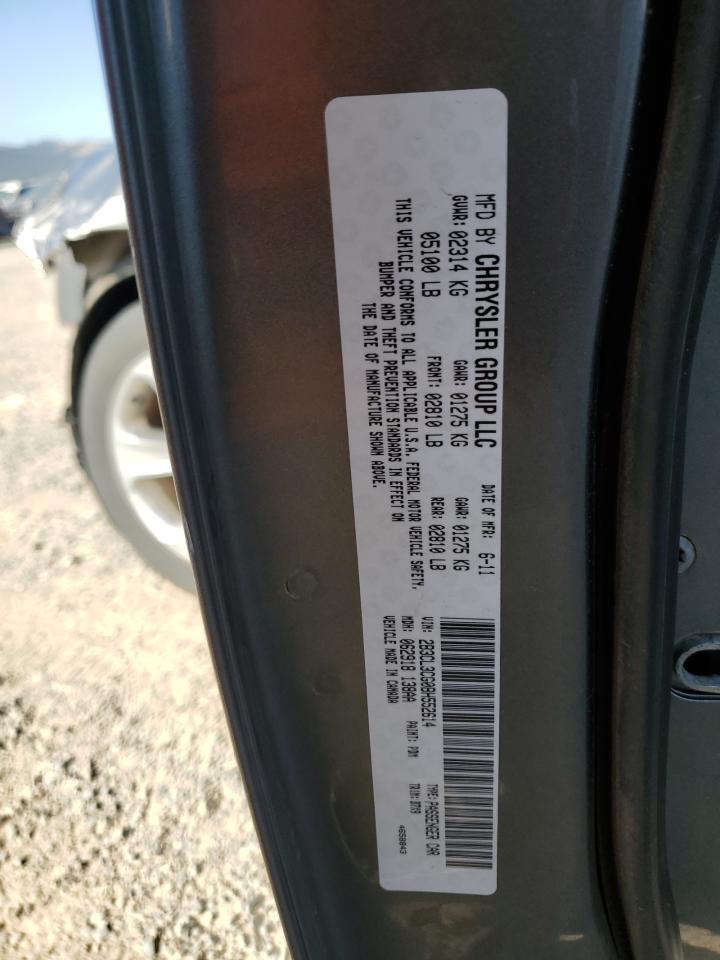 MFD BY CHRYSLER GROUP LLC
DATE OF MFR: 6-11
GVWR: 02314 KG
GAWR: 01275 KG
GAWR: 01275 KG
05100 LB
FRONT: 02810 LB
REAR: 02810 LB
THIS VEHICLE CONFORMS TO ALL APPLICABLE U.S.A. FEDERAL MOTOR VEHICLE SAFETY,
BUMPER AND THEFT PREVENTION STANDARDS IN EFFECT ON
THE DATE OF MANUFACTURE SHOWN ABOVE.
VIN: 2B3CL3CG0BH552614
TYPE: PASSENGER CAR
MDH: 062918 138AA
PAINT: PDM
TRIM: D7X9
VEHICLE MADE IN CANADA
4658843